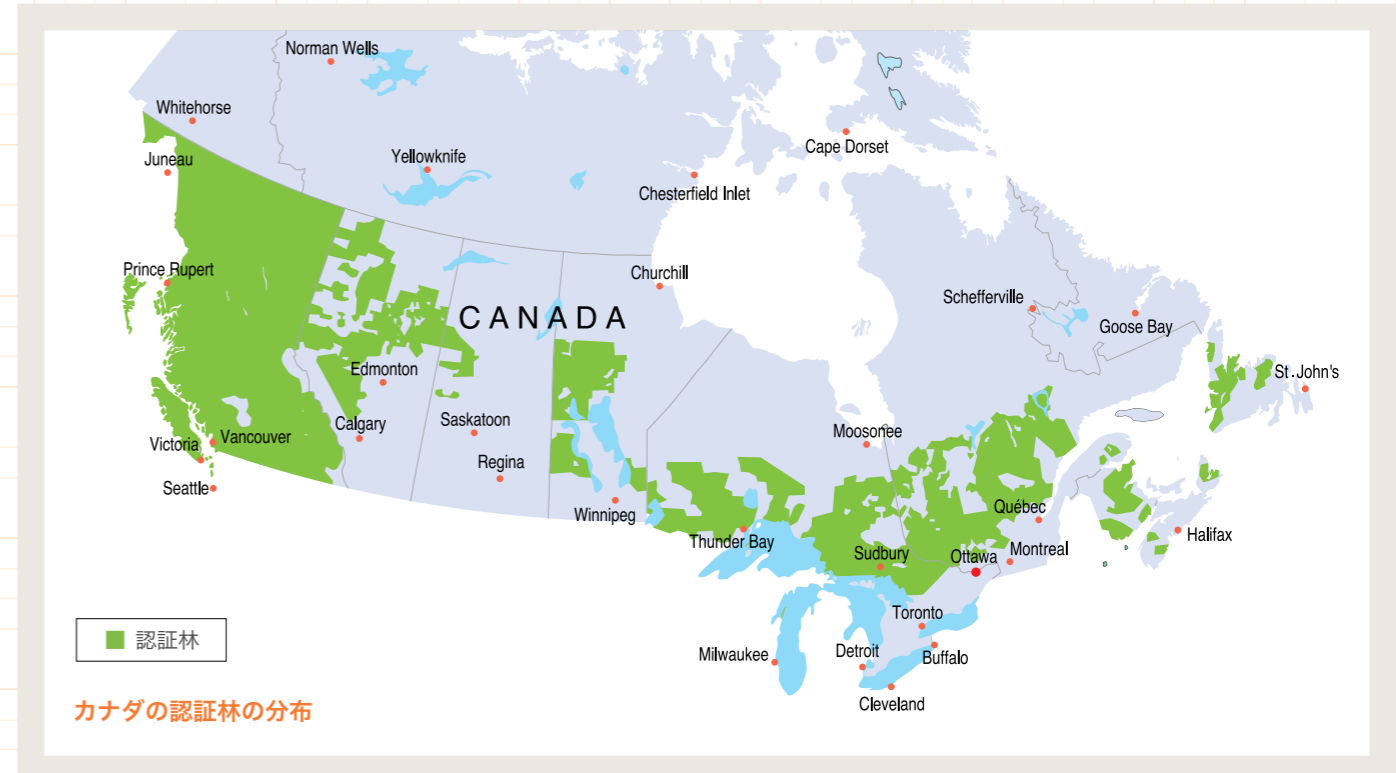 Norman Wells
Whitehorse
Cape Dorset
Juneau
Yellowknife
Chesterfield Inlet
Prince Rupert
Churchill
Schefferville
CANADA
Goose Bay
Edmonton
St.John's
Calgary
Saskatoon
Moosonee
Victoria
Vancouver
Regina
Seattle
Québec
Winnipeg
Halifax
Thunder Bay
Sudbury
Ottawa
Montreal
Toronto
認証林
Milwaukee
Detroit
Buffalo
Cleveland
カナダの認証林の分布